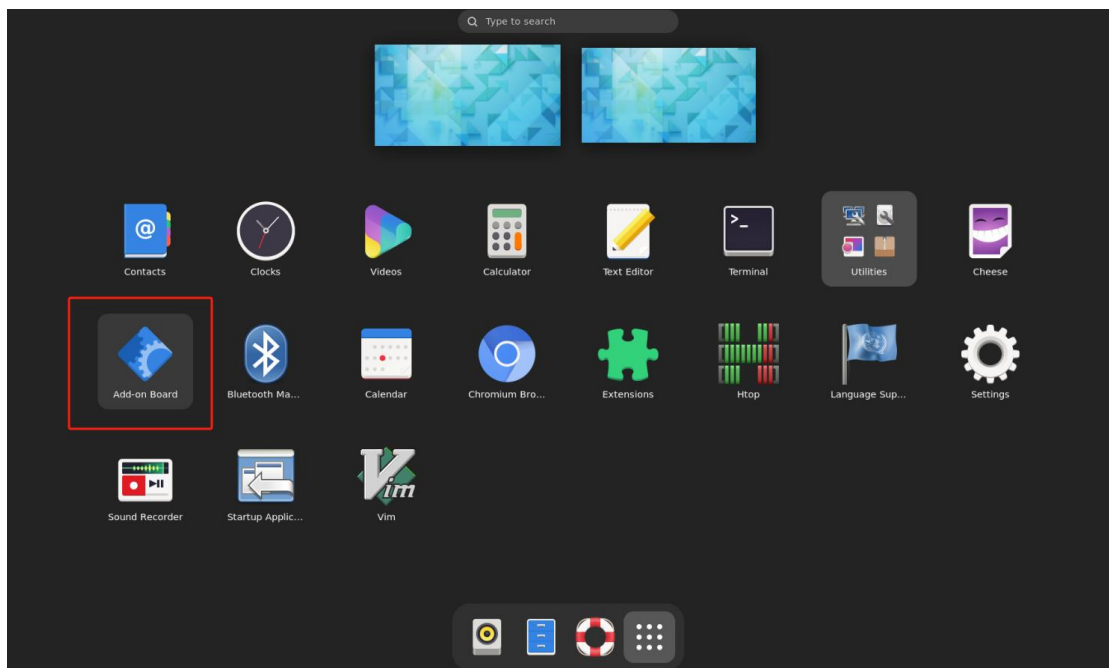 Type to search
@
>_
Contacts
Clocks
Videos
Calculator
Text Editor
Terminal
Utilities
Cheese
Add-on Board
Bluetooth Ma...
Calendar
Chromium Bro...
Extensions
Htop
Language Sup...
Settings
Vim
Sound Recorder
Startup Applic...
Vim